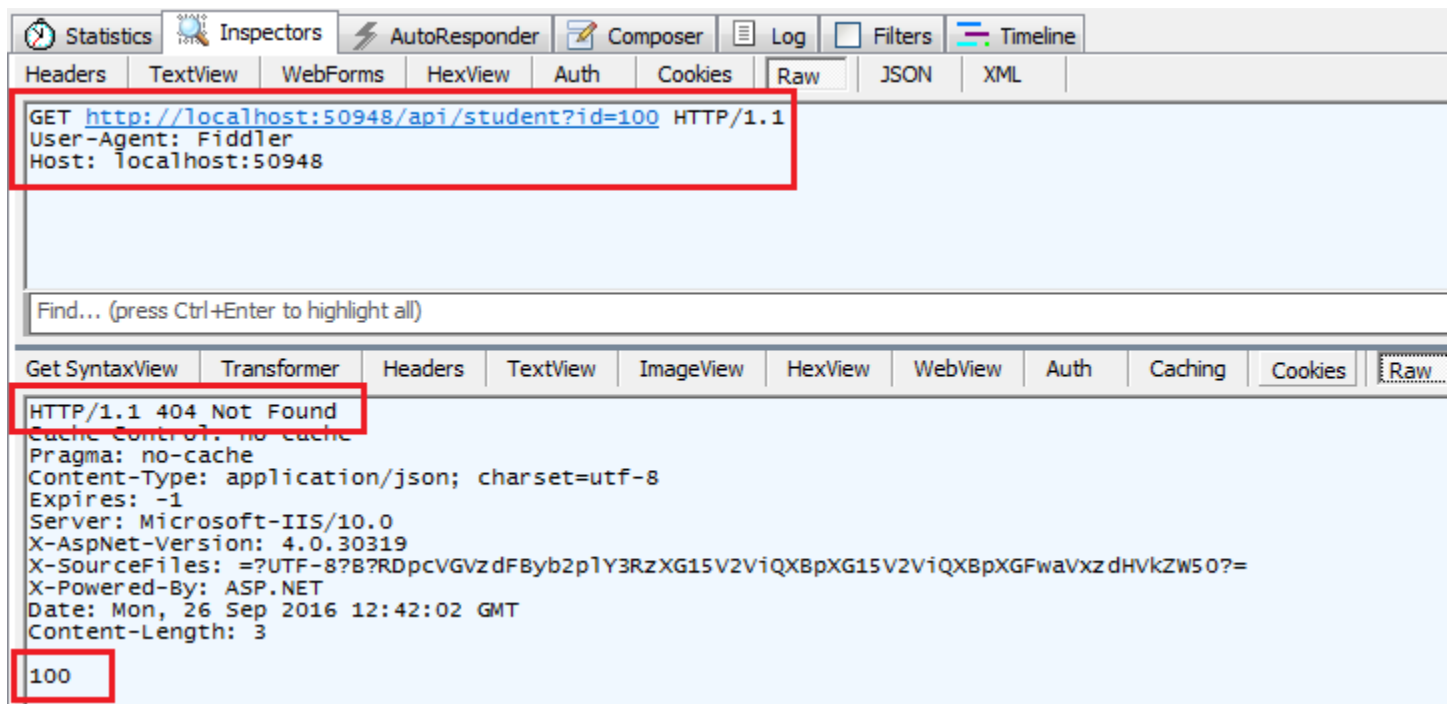 Statistics Inspectors AutoResponder Composer Log Filters Timeline
Headers TextView WebForms HexView Auth Cookies Raw JSON XML
GET http://localhost:50948/api/student?id=100 HTTP/1.1
User-Agent: Fiddler
Host: localhost:50948
Find... (press Ctrl+Enter to highlight all)
Get SyntaxView Transformer Headers TextView ImageView HexView WebView Auth Caching Cookies Raw
HTTP/1.1 404 Not Found
Cache-Control: no-cache
Pragma: no-cache
Content-Type: application/json; charset=utf-8
Expires: -1
Server: Microsoft-IIS/10.0
X-AspNet-Version: 4.0.30319
X-SourceFiles: =?UTF-8?B?RDpcVGVzdFByb2plY3RzXG15V2ViQXBpXG15V2ViQXBpXGFwaVxzdHVkZW50?=
X-Powered-By: ASP.NET
Date: Mon, 26 Sep 2016 12:42:02 GMT
Content-Length: 3
100